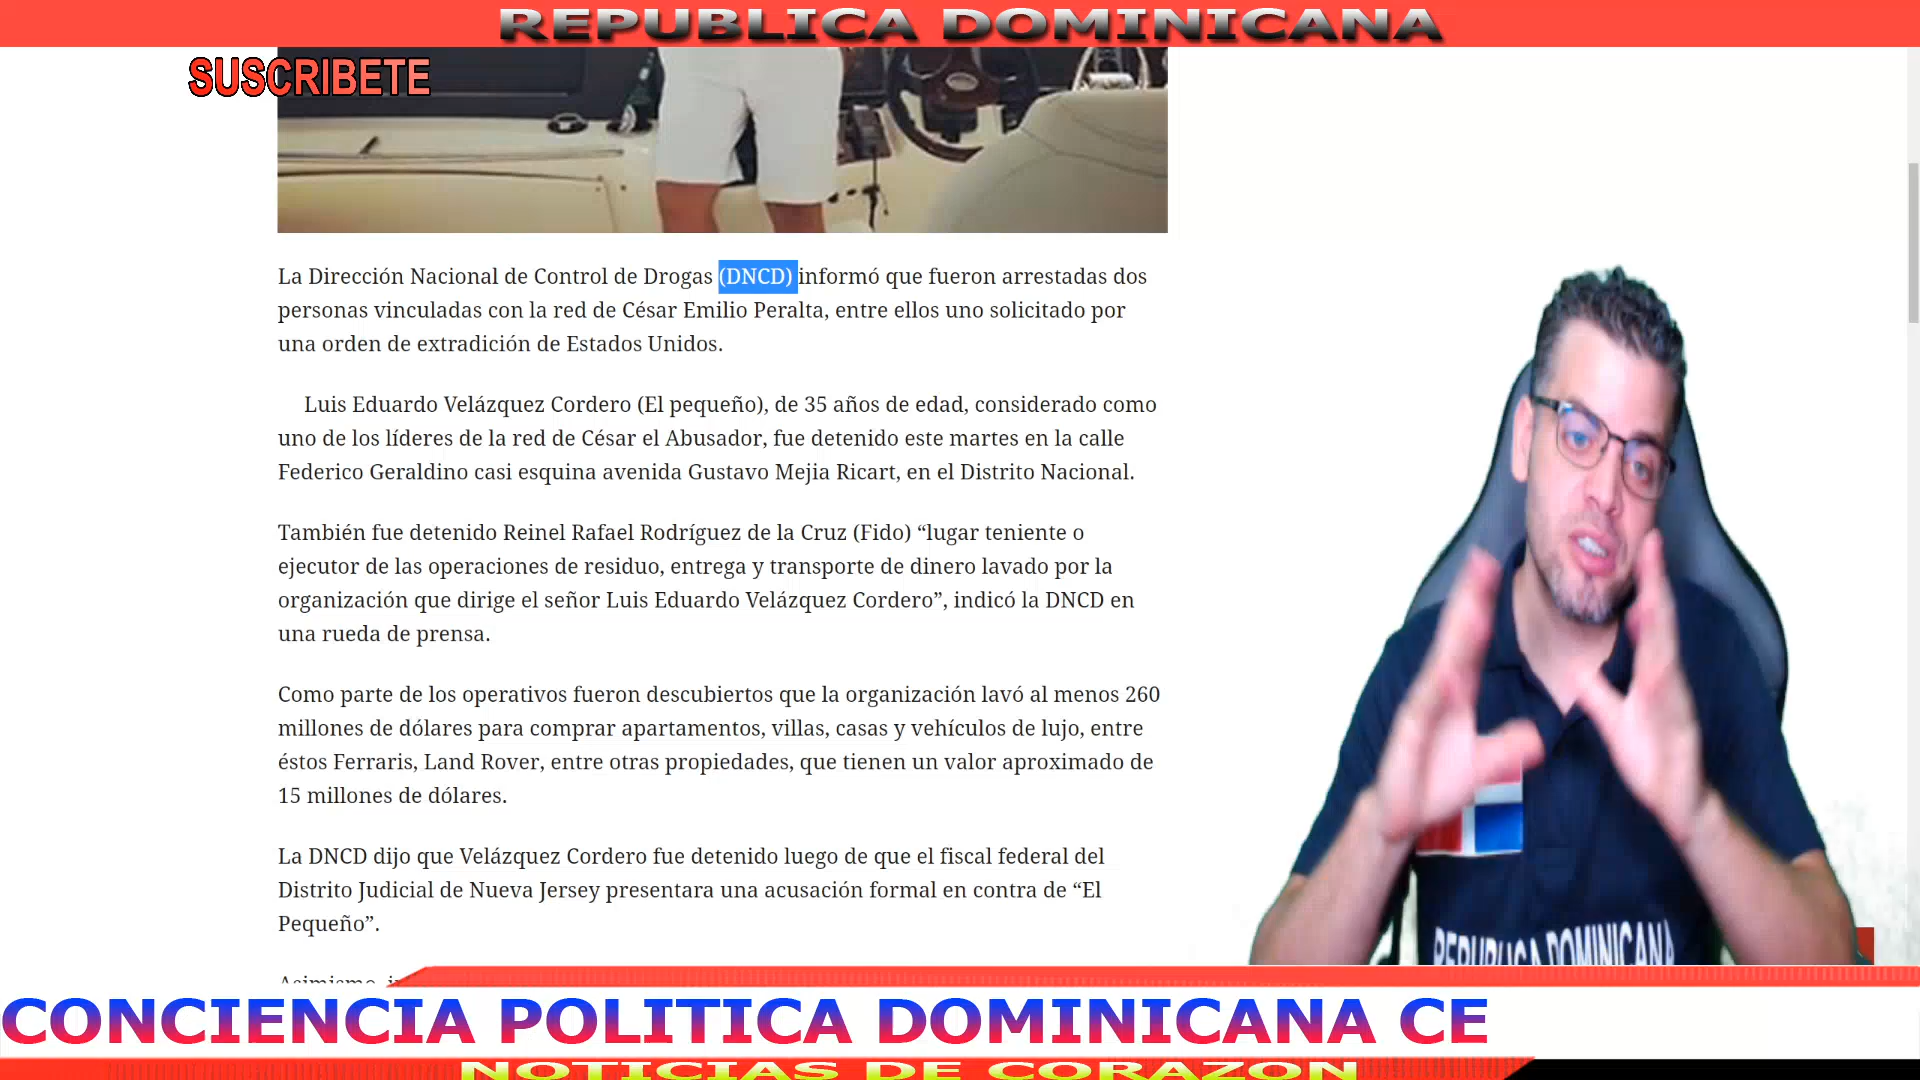 REPUBLICA DOMINICANA
SUSCRIBETE
La Dirección Nacional de Control de Drogas (DNCD) informó que fueron arrestadas dos
personas vinculadas con la red de César Emilio Peralta, entre ellos uno solicitado por
una orden de extradición de Estados Unidos.
Luis Eduardo Velázquez Cordero (El pequeño), de 35 años de edad, considerado como
uno de los líderes de la red de César el Abusador, fue detenido este martes en la calle
Federico Geraldino casi esquina avenida Gustavo Mejia Ricart, en el Distrito Nacional.
También fue detenido Reinel Rafael Rodríguez de la Cruz (Fido) “lugar teniente o
ejecutor de las operaciones de residuo, entrega y transporte de dinero lavado por la
organización que dirige el señor Luis Eduardo Velázquez Cordero”, indicó la DNCD en
una rueda de prensa.
Como parte de los operativos fueron descubiertos que la organización lavó al menos 260
millones de dólares para comprar apartamentos, villas, casas y vehículos de lujo, entre
éstos Ferraris, Land Rover, entre otras propiedades, que tienen un valor aproximado de
15 millones de dólares.
La DNCD dijo que Velázquez Cordero fue detenido luego de que el fiscal federal del
Distrito Judicial de Nueva Jersey presentara una acusación formal en contra de “El
Pequeño”.
Asimismo,
REPUBLICA DOMINICANA
CONCIENCIA POLITICA DOMINICANA CE
NOTICIAS DE CORAZON